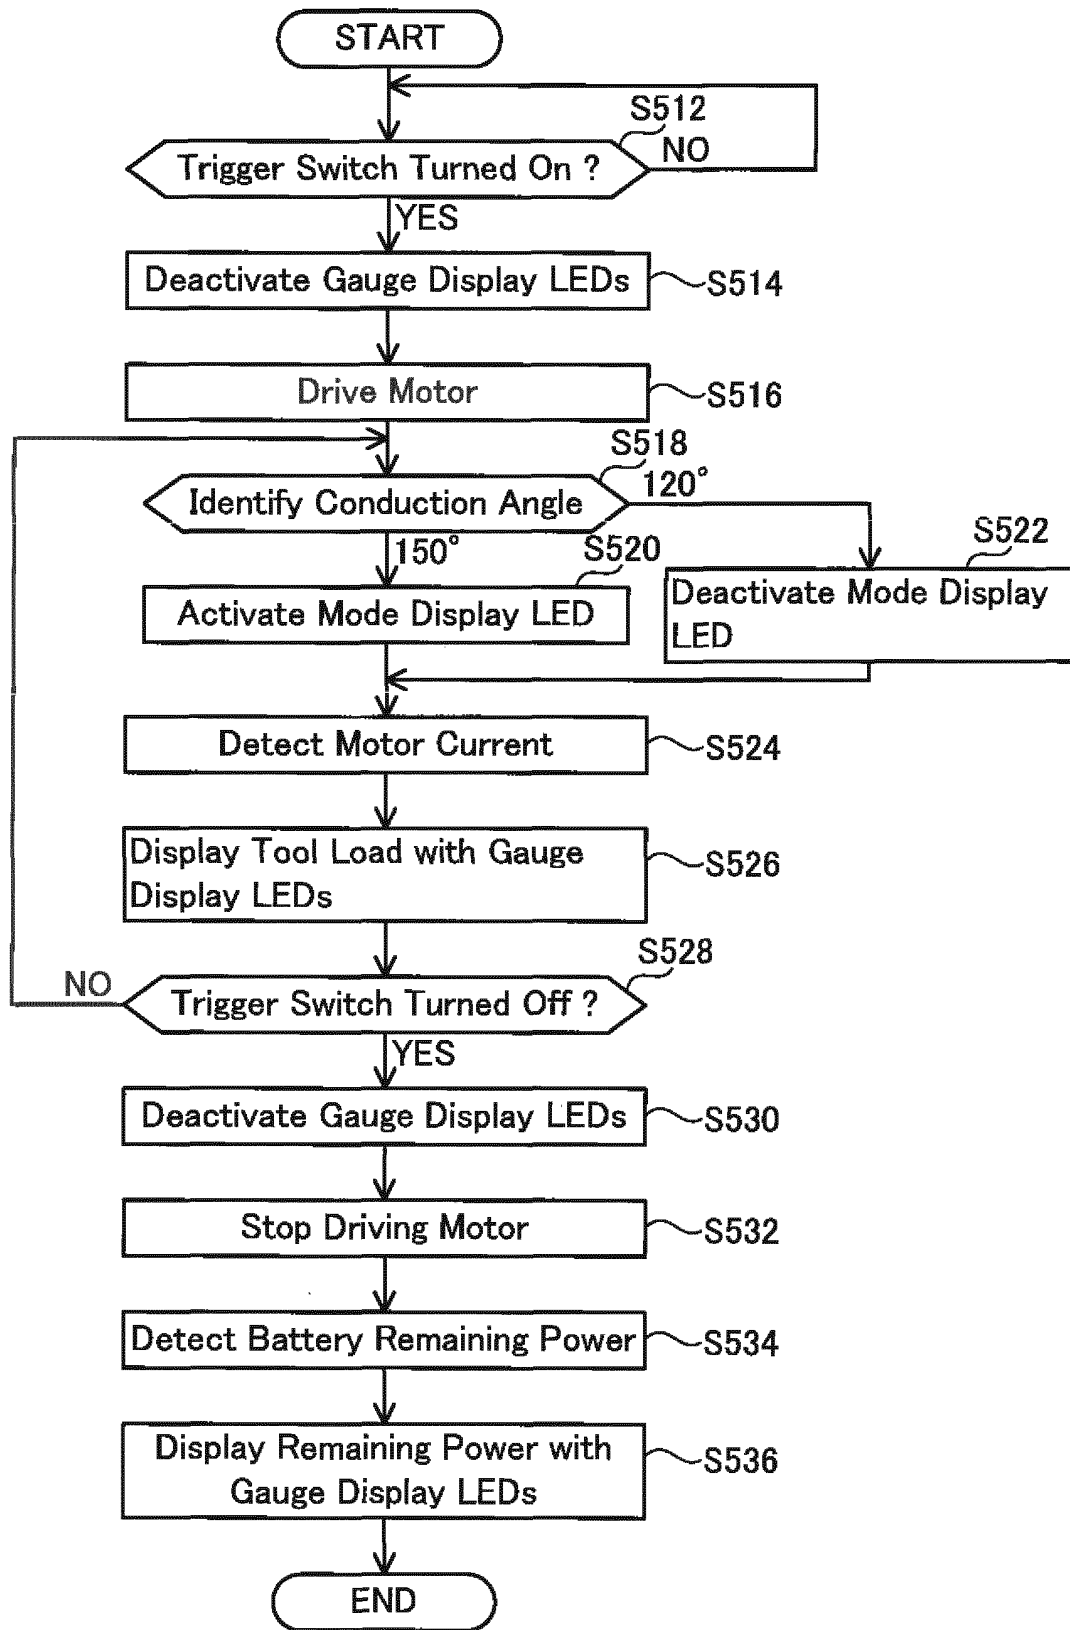 START
S512
Trigger Switch Turned On ?
NO
YES
Deactivate Gauge Display LEDs
S514
Drive Motor
S516
S518
Identify Conduction Angle
120°
150°
S520
S522
Activate Mode Display LED
Deactivate Mode Display
LED
Detect Motor Current
S524
Display Tool Load with Gauge
Display LEDs
S526
S528
NO
Trigger Switch Turned Off ?
YES
Deactivate Gauge Display LEDs
S530
Stop Driving Motor
S532
Detect Battery Remaining Power
S534
Display Remaining Power with
Gauge Display LEDs
S536
END